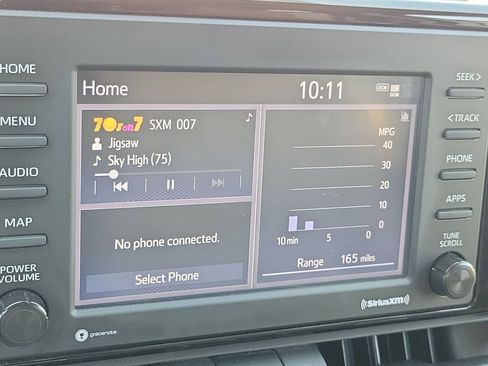 HOME
MENU
AUDIO
MAP
POWER
VOLUME
Home
10:11
DCM
DCM
70s on 7 SXM 007
Jigsaw
Sky High (75)
No phone connected.
Select Phone
MPG
40
30
20
10
0
10 min 5 0
Range 165 miles
SEEK >
< TRACK
PHONE
APPS
TUNE
SCROLL
gracenote
((SiriusXM))